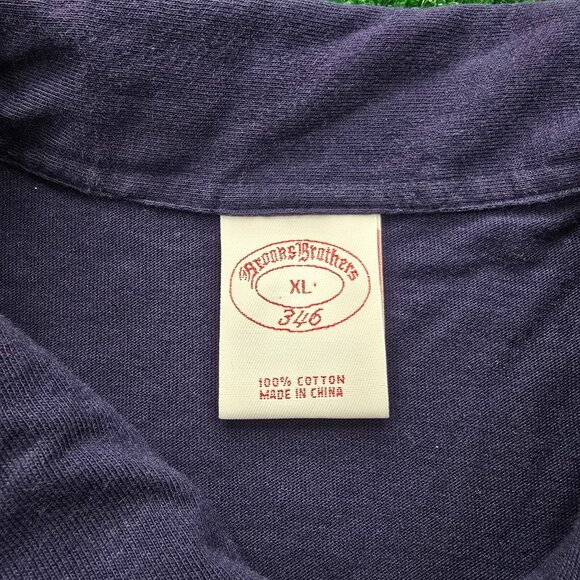 Brooks Brothers
XL
346
100% COTTON
MADE IN CHINA